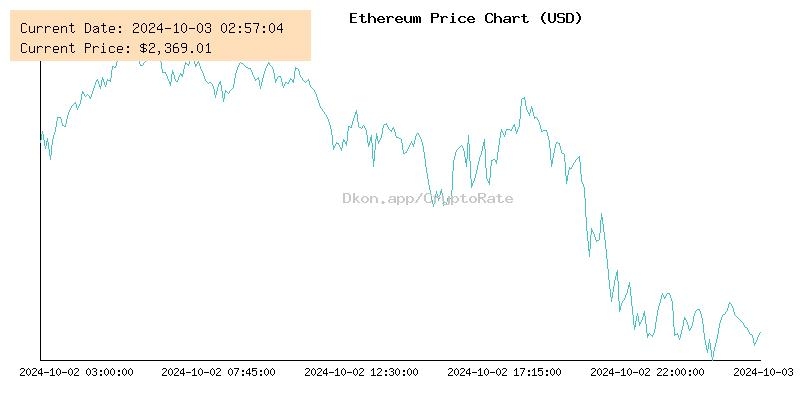 Ethereum Price Chart (USD)
Current Date: 2024-10-03 02:57:04
Current Price: $2,369.01
Dkon.app/CryptoRate
2024-10-02 03:00:00 2024-10-02 07:45:00 2024-10-02 12:30:00 2024-10-02 17:15:00 2024-10-02 22:00:00 2024-10-03